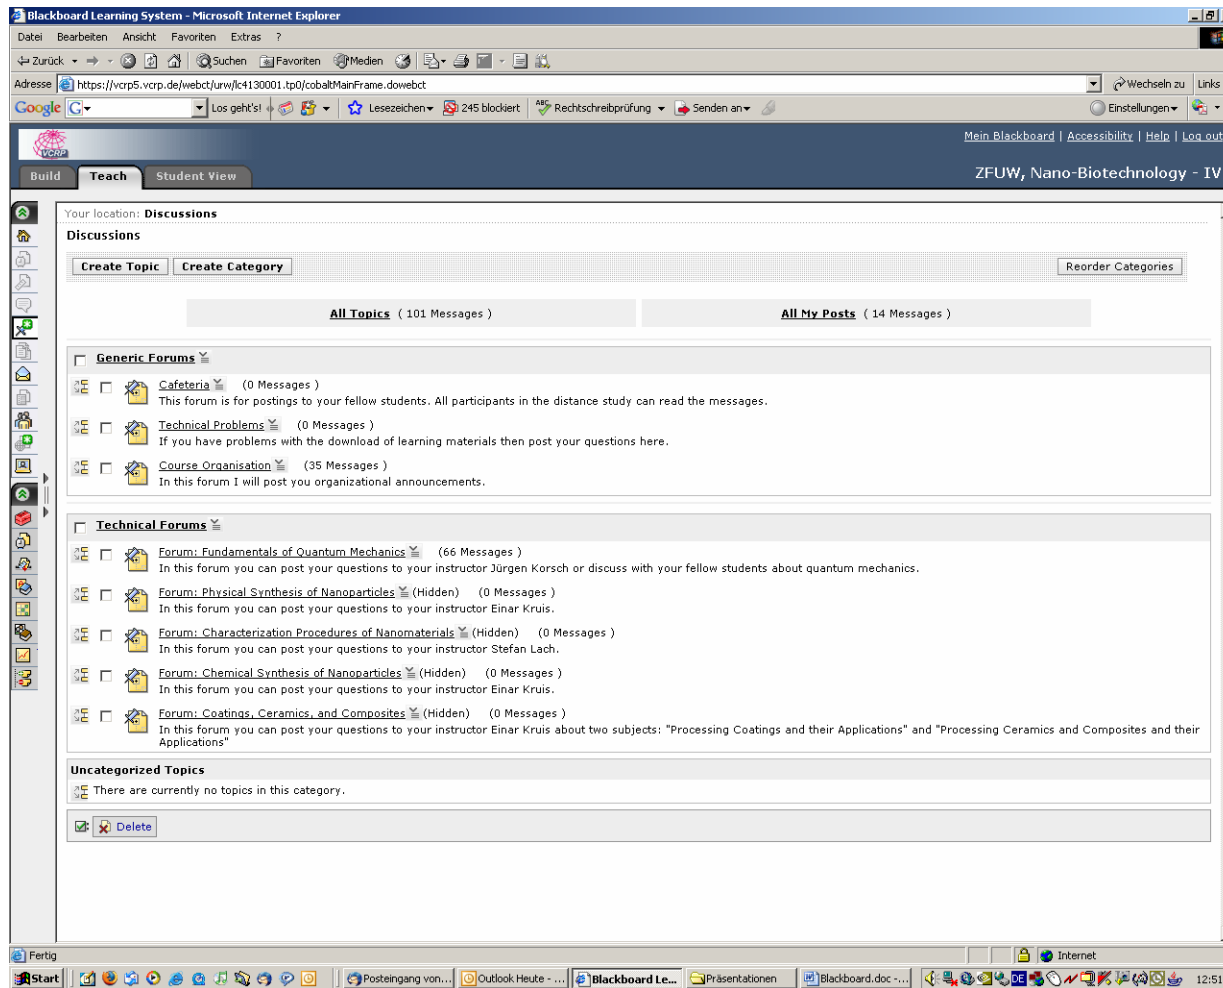 Blackboard Learning System - Microsoft Internet Explorer
Datei Bearbeiten Ansicht Favoriten Extras ?
Zurück Suchen Favoriten Medien
Adresse https://vcrp5.vcrp.de/webct/urw/lc4130001.tp0/cobaltMainFrame.dowebct Wechseln zu Links
Google G Los geht's! Lesezeichen 245 blockiert ABC Rechtschreibprüfung Senden an Einstellungen
VCRP
Mein Blackboard | Accessibility | Help | Log out
Build Teach Student View ZFUW, Nano-Biotechnology - IV
Your location: Discussions
Discussions
Create Topic Create Category Reorder Categories
All Topics ( 101 Messages ) All My Posts ( 14 Messages )
Generic Forums
Cafeteria (0 Messages )
This forum is for postings to your fellow students. All participants in the distance study can read the messages.
Technical Problems (0 Messages )
If you have problems with the download of learning materials then post your questions here.
Course Organisation (35 Messages )
In this forum I will post you organizational announcements.
Technical Forums
Forum: Fundamentals of Quantum Mechanics (66 Messages )
In this forum you can post your questions to your instructor Jürgen Korsch or discuss with your fellow students about quantum mechanics.
Forum: Physical Synthesis of Nanoparticles (Hidden) (0 Messages )
In this forum you can post your questions to your instructor Einar Kruis.
Forum: Characterization Procedures of Nanomaterials (Hidden) (0 Messages )
In this forum you can post your questions to your instructor Stefan Lach.
Forum: Chemical Synthesis of Nanoparticles (Hidden) (0 Messages )
In this forum you can post your questions to your instructor Einar Kruis.
Forum: Coatings, Ceramics, and Composites (Hidden) (0 Messages )
In this forum you can post your questions to your instructor Einar Kruis about two subjects: "Processing Coatings and their Applications" and "Processing Ceramics and Composites and their
Applications"
Uncategorized Topics
There are currently no topics in this category.
Delete
Fertig Internet
Start Posteingang von... Outlook Heute - ... Blackboard Le... Präsentationen Blackboard.doc -... DE 12:51